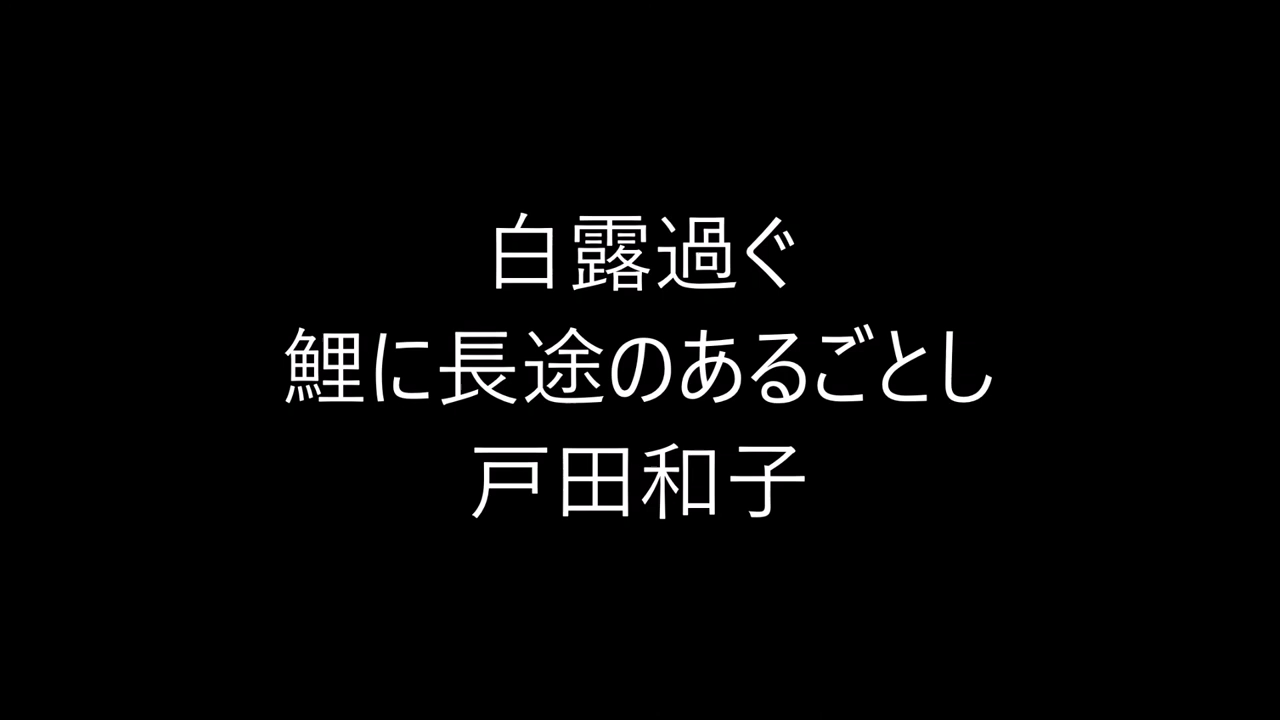 白露過ぐ
鯉に長途のあるごとし
戸田和子